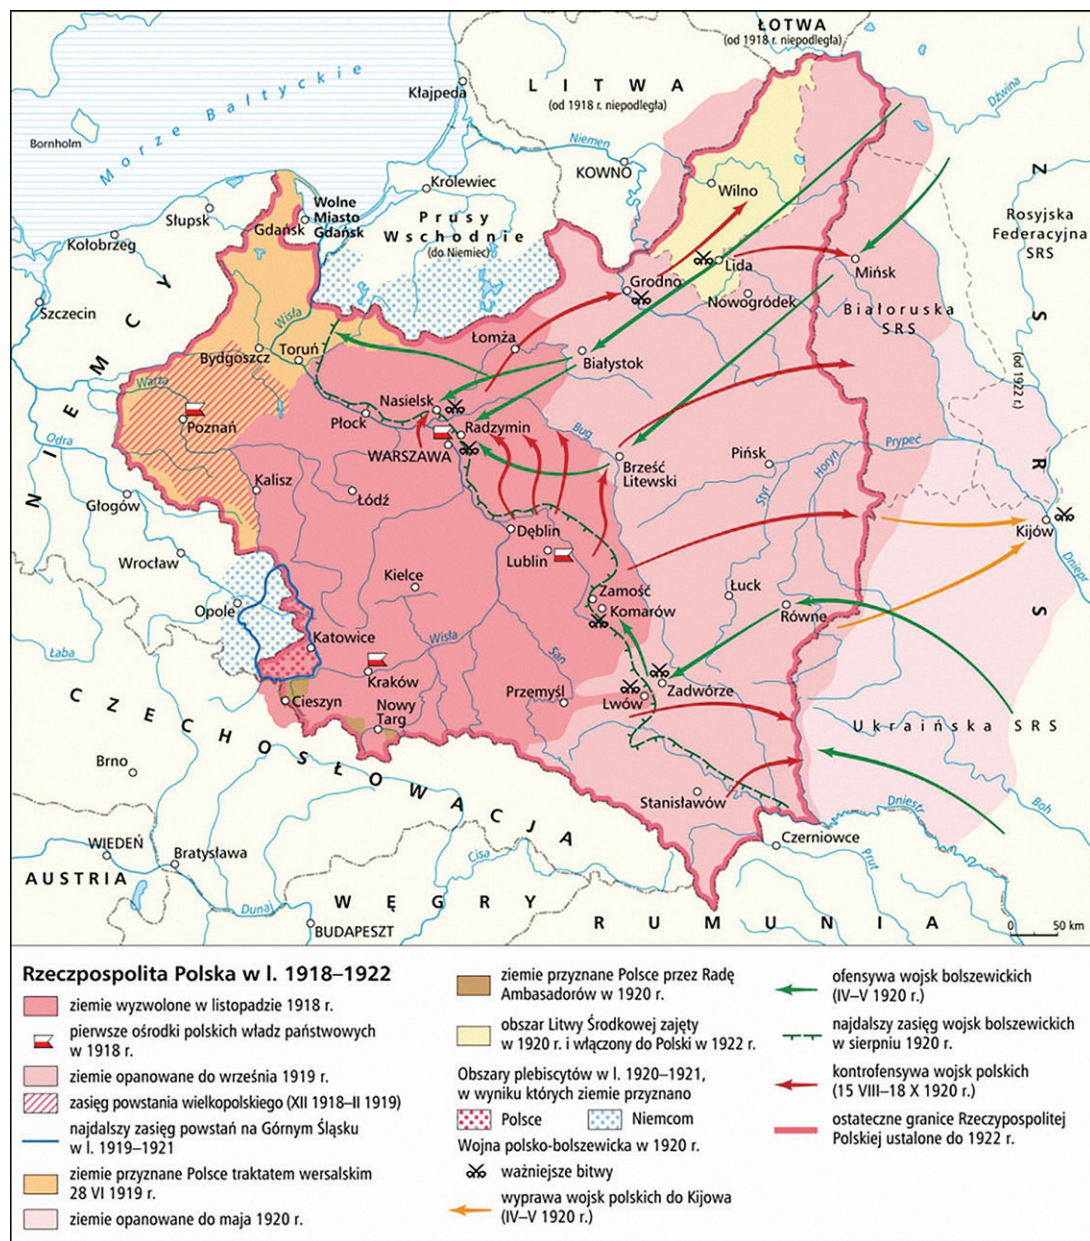 ŁOTWA
(od 1918 r. niepodległa)
LITWA
(od 1918 r. niepodległa)
Morze Bałtyckie
Bornholm
Kłajpeda
Niemen
Dźwina
KOWNO
Wilno
Królewiec
Słupsk
Kołobrzeg
Wolne
Miasto
Gdańsk
Gdańsk
Prusy
Wschodnie
(do Niemiec)
Rosyjska
Federacyjna
SRS
ZSRS
(od 1922 r.)
Szczecin
NIEMCY
Wisła
Grodno
Lida
Mińsk
Nowogródek
Białoruska
SRS
Bydgoszcz
Toruń
Łomża
Białystok
Warta
Poznań
Płock
Nasielsk
Radzymin
WARSZAWA
Bug
Brześć
Litewski
Pińsk
Prypeć
Styr
Horyń
Odra
Głogów
Kalisz
Łódź
Dęblin
Lublin
Kijów
Dniepr
Wrocław
Kielce
Zamość
Komarów
Łuck
Równe
Opole
Katowice
Wisła
San
Łaba
Kraków
Przemyśl
Lwów
Zadwórze
Cieszyn
Nowy
Targ
Ukraińska SRS
CZECHOSŁOWACJA
Brno
Stanisławów
Dniestr
Boh
WIEDEŃ
Bratysława
Cisa
Czerniowce
Prut
AUSTRIA
Dunaj
WĘGRY
RUMUNIA
BUDAPESZT
0 50 km
Rzeczpospolita Polska w l. 1918–1922
ziemie wyzwolone w listopadzie 1918 r.
pierwsze ośrodki polskich władz państwowych
w 1918 r.
ziemie opanowane do września 1919 r.
zasięg powstania wielkopolskiego (XII 1918–II 1919)
najdalszy zasięg powstań na Górnym Śląsku
w l. 1919–1921
ziemie przyznane Polsce traktatem wersalskim
28 VI 1919 r.
ziemie opanowane do maja 1920 r.
ziemie przyznane Polsce przez Radę
Ambasadorów w 1920 r.
obszar Litwy Środkowej zajęty
w 1920 r. i włączony do Polski w 1922 r.
Obszary plebiscytów w l. 1920–1921,
w wyniku których ziemie przyznano
Polsce
Niemcom
Wojna polsko-bolszewicka w 1920 r.
ważniejsze bitwy
wyprawa wojsk polskich do Kijowa
(IV–V 1920 r.)
ofensywa wojsk bolszewickich
(IV–V 1920 r.)
najdalszy zasięg wojsk bolszewickich
w sierpniu 1920 r.
kontrofensywa wojsk polskich
(15 VIII–18 X 1920 r.)
ostateczne granice Rzeczypospolitej
Polskiej ustalone do 1922 r.